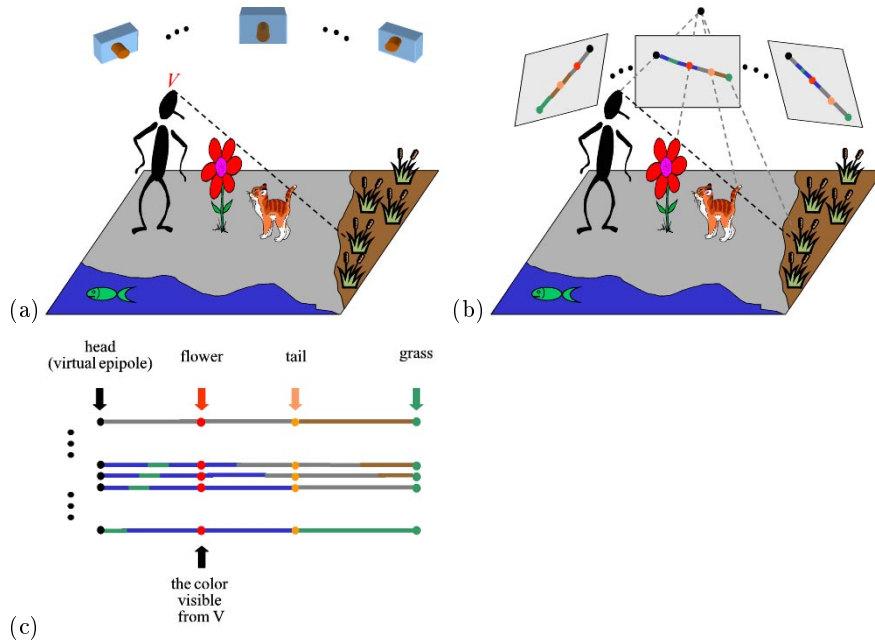 V
(a)
(b)
head
(virtual epipole)
flower
tail
grass
the color
visible
from V
(c)